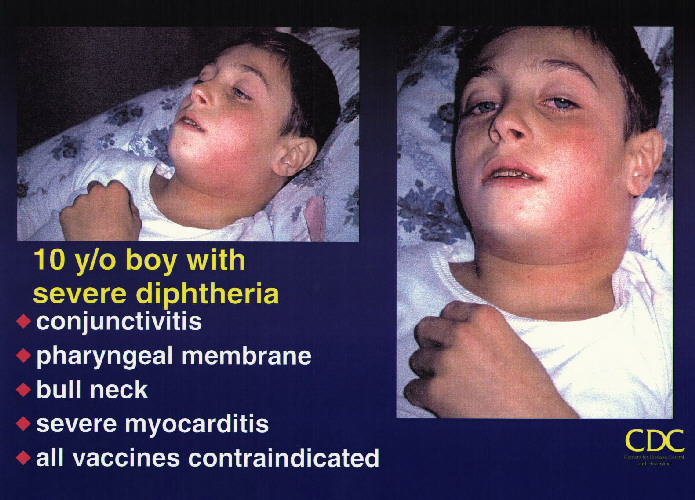 10 y/o boy with
severe diphtheria
conjunctivitis
pharyngeal membrane
bull neck
severe myocarditis
all vaccines contraindicated
CDC